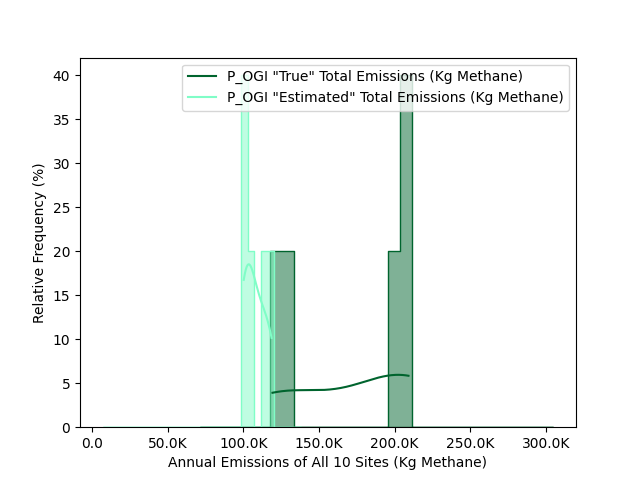 P_OGI "True" Total Emissions (Kg Methane)
P_OGI "Estimated" Total Emissions (Kg Methane)
Relative Frequency (%)
40
35
30
25
20
15
10
5
0
0.0 50.0K 100.0K 150.0K 200.0K 250.0K 300.0K
Annual Emissions of All 10 Sites (Kg Methane)